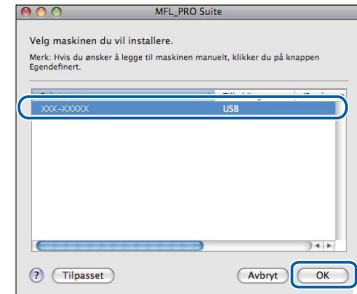 MFL_PRO Suite
Velg maskinen du vil installere.
Merk: Hvis du ønsker å legge til maskinen manuelt, klikker du på knappen
Egendefinert.
XXX-XXXXX USB
? Tilpasset Avbryt OK